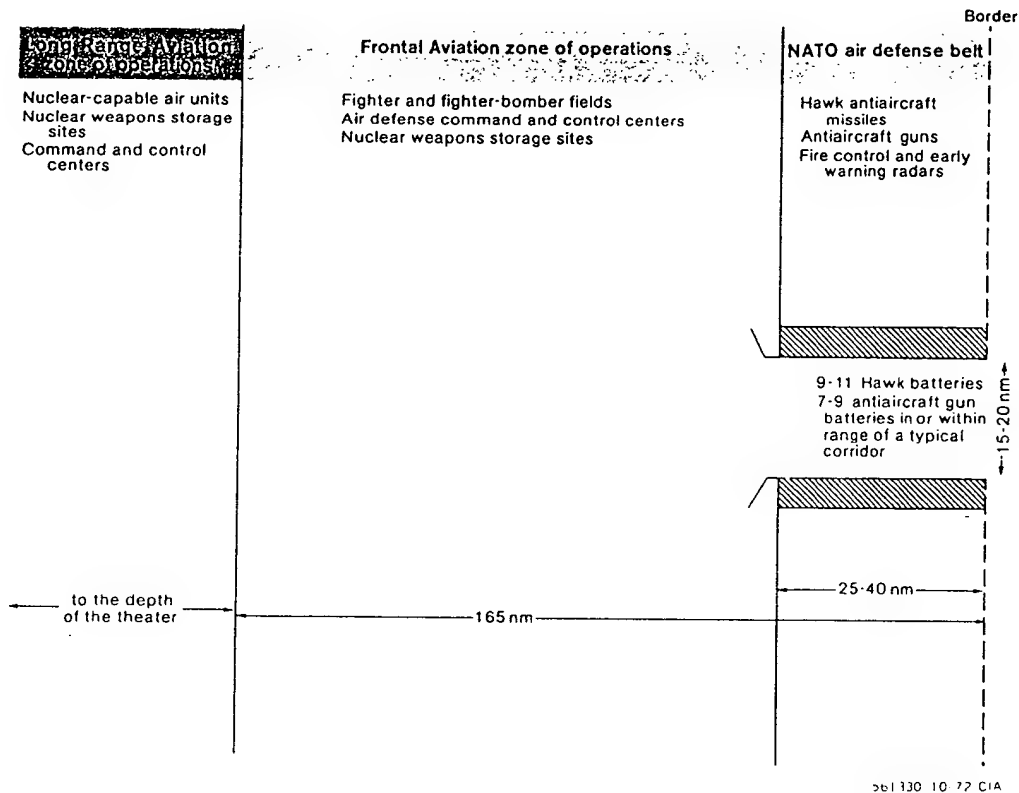 Border
Long Range Aviation
zone of operations
Frontal Aviation zone of operations
NATO air defense belt
Nuclear-capable air units
Nuclear weapons storage
sites
Command and control
centers
Fighter and fighter-bomber fields
Air defense command and control centers
Nuclear weapons storage sites
Hawk antiaircraft
missiles
Antiaircraft guns
Fire control and early
warning radars
9-11 Hawk batteries
7-9 antiaircraft gun
batteries in or within
range of a typical
corridor
15-20 nm
25-40 nm
to the depth
of the theater
165 nm
10-72 CIA